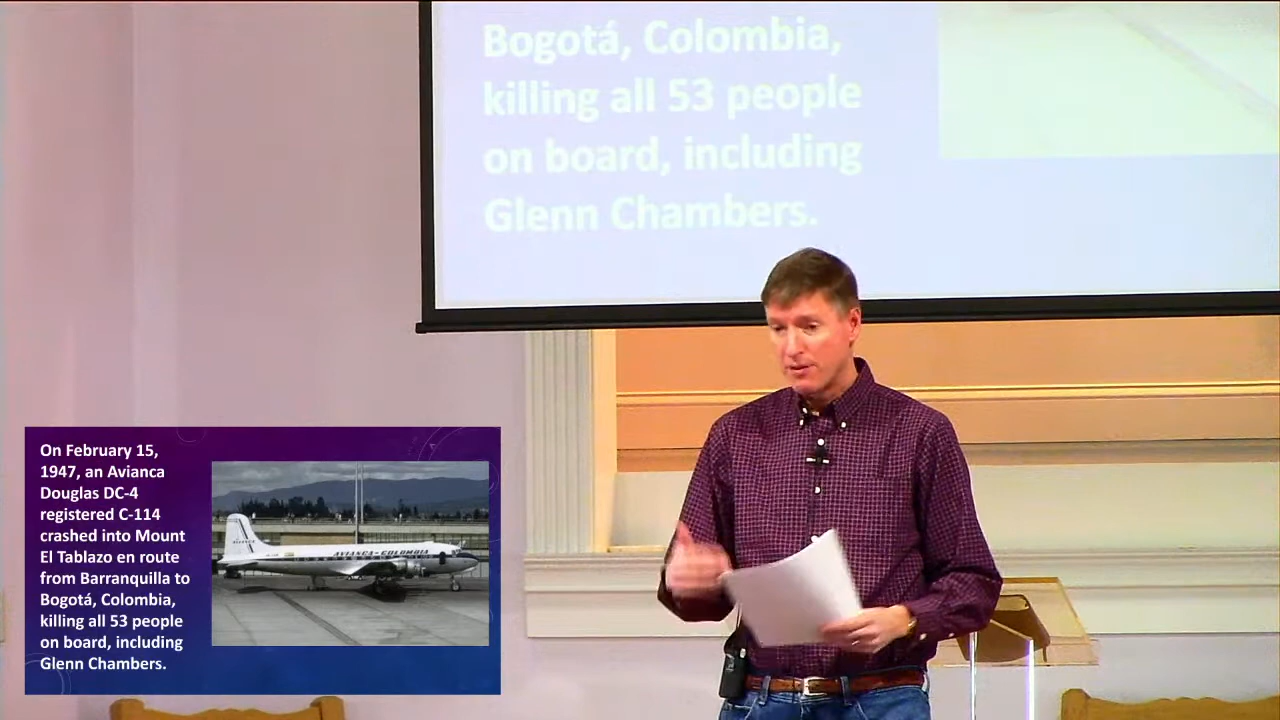 Bogotá, Colombia,
killing all 53 people
on board, including
Glenn Chambers.
On February 15,
1947, an Avianca
Douglas DC-4
registered C-114
crashed into Mount
El Tablazo en route
from Barranquilla to
Bogotá, Colombia,
killing all 53 people
on board, including
Glenn Chambers.
AVIANCA-COLOMBIA